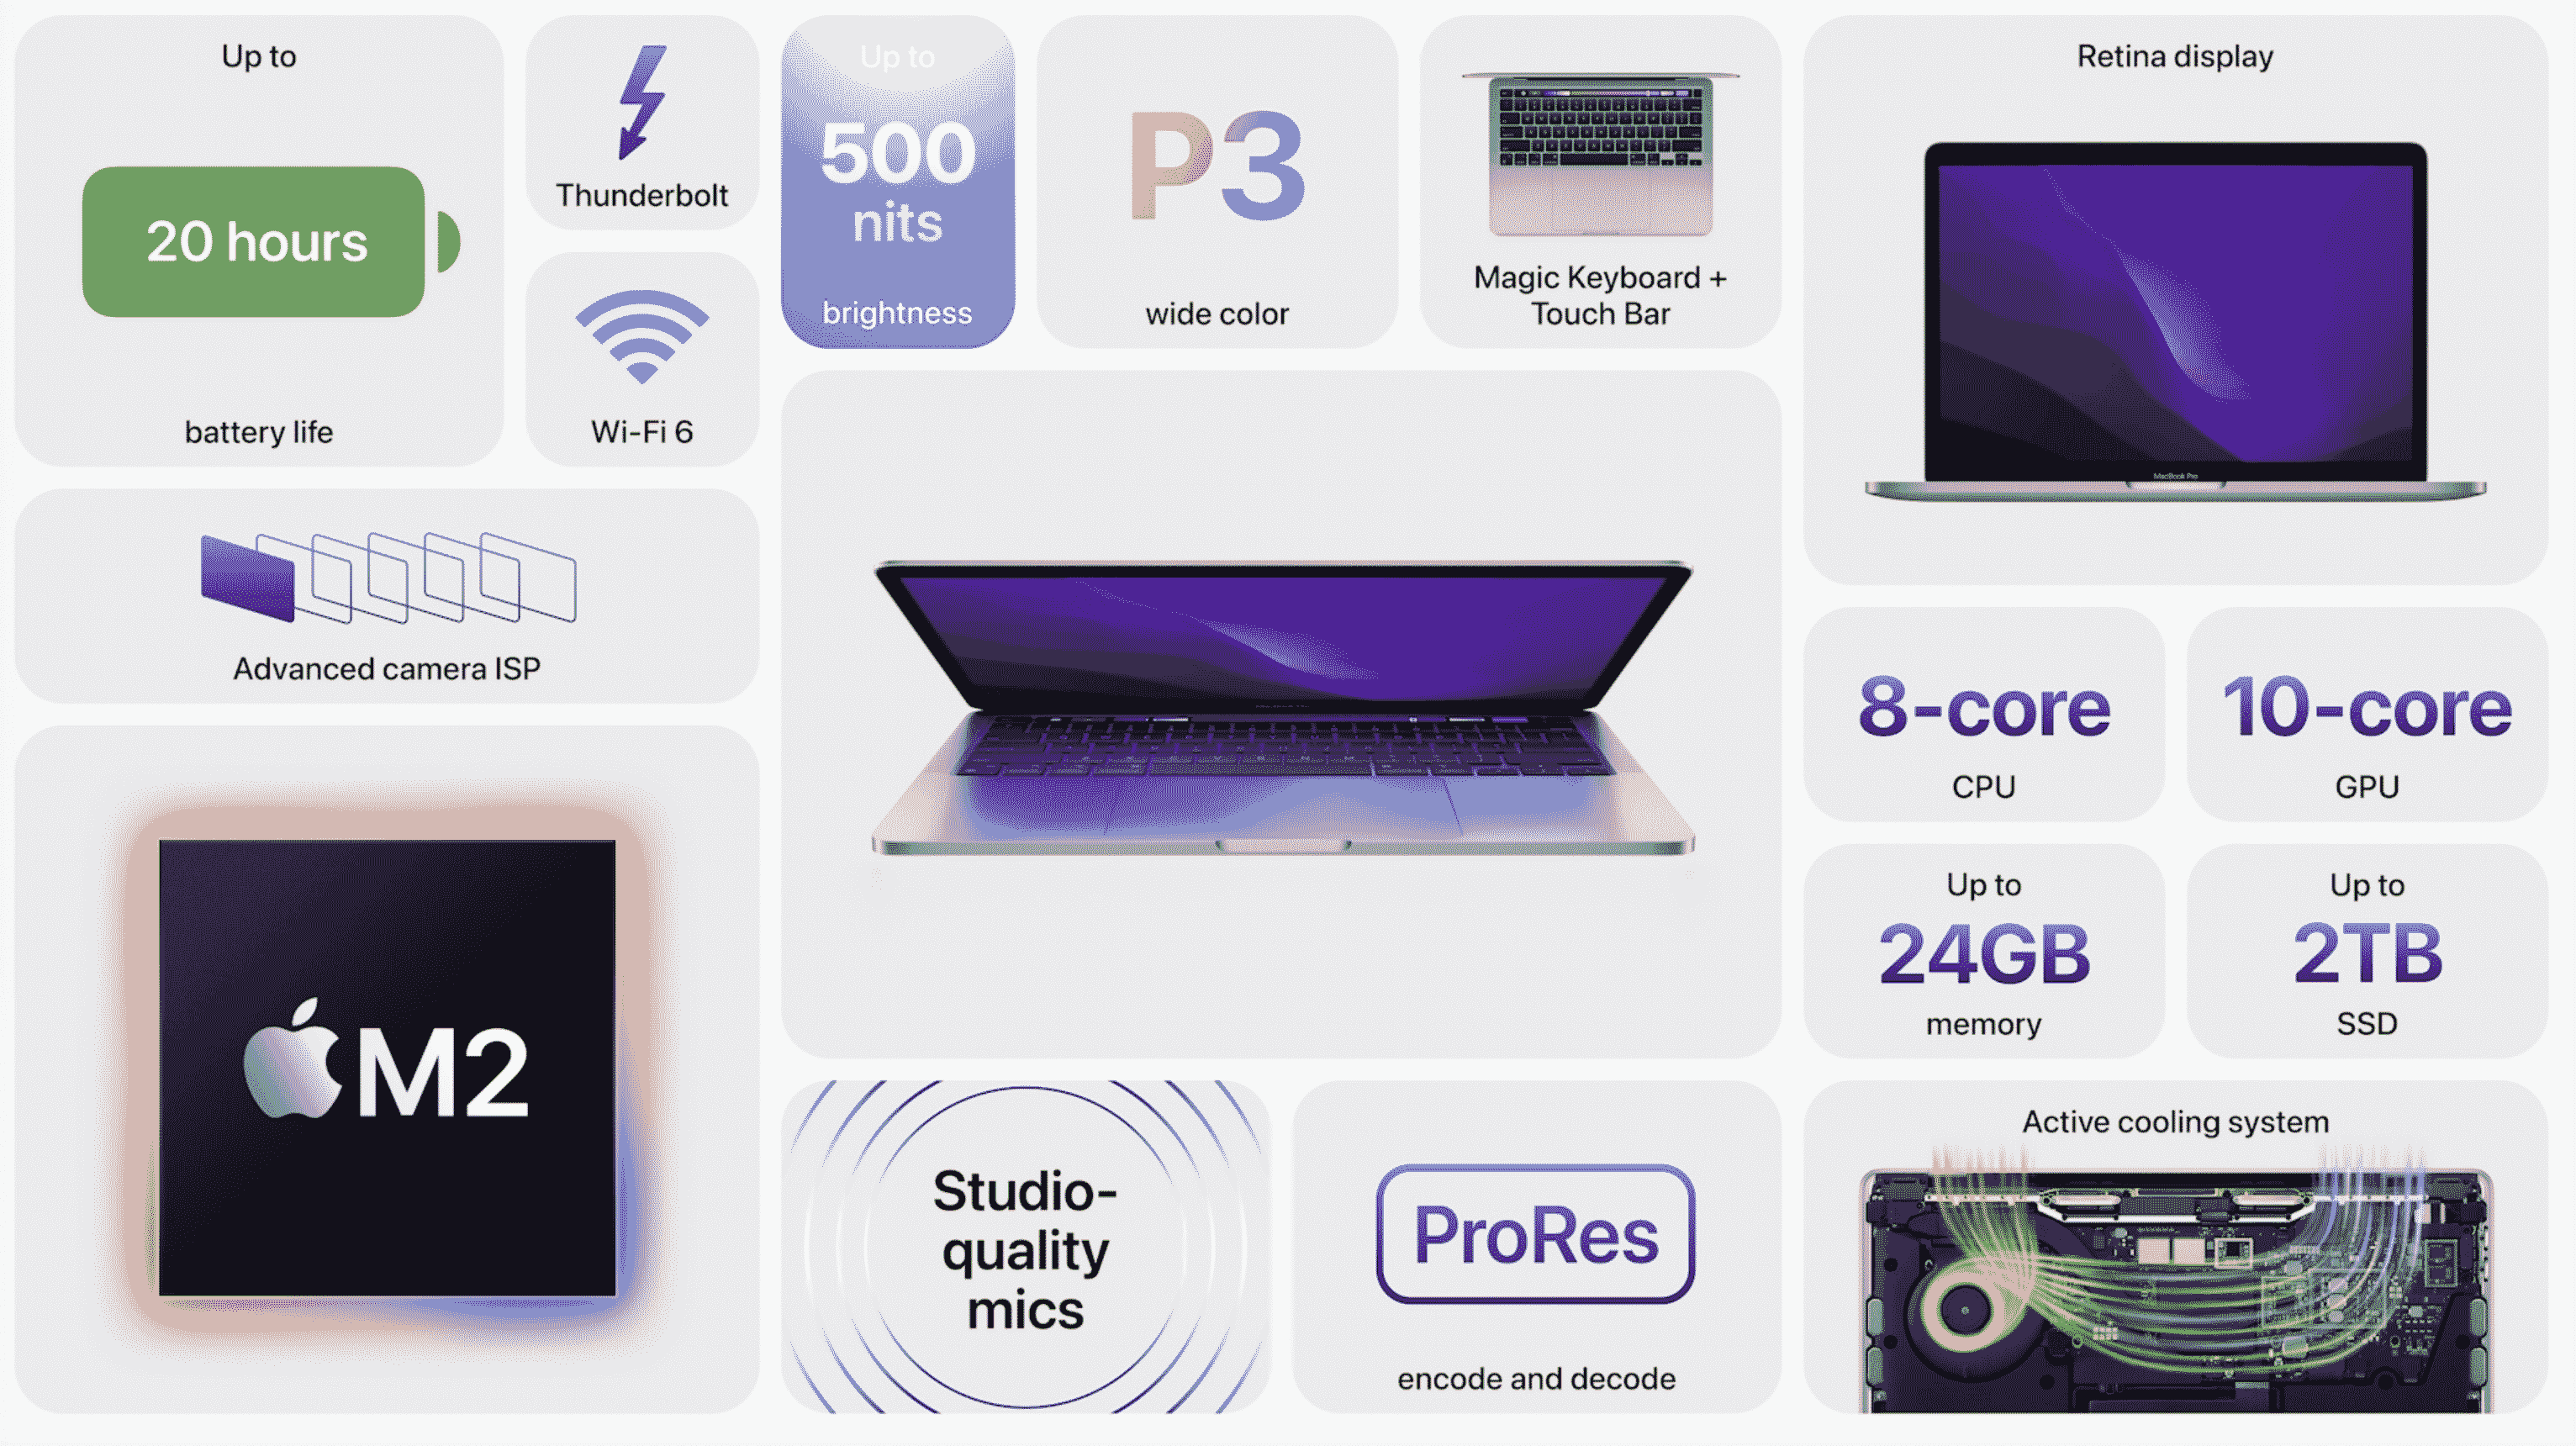 Up to
20 hours
battery life
Thunderbolt
Wi-Fi 6
Up to
500
nits
brightness
P3
wide color
Magic Keyboard +
Touch Bar
Retina display
MacBook Pro
Advanced camera ISP
M2
8-core
CPU
10-core
GPU
Up to
24GB
memory
Up to
2TB
SSD
Studio-
quality
mics
ProRes
encode and decode
Active cooling system